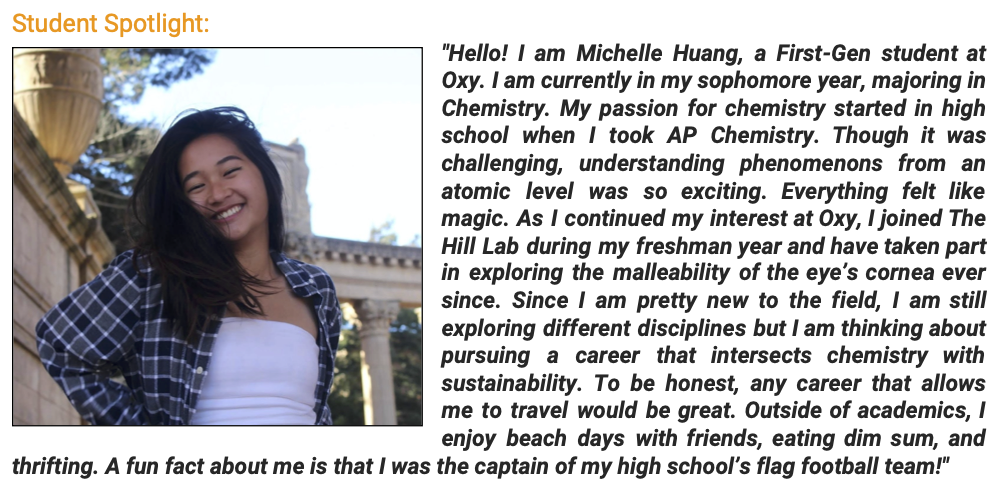 Student Spotlight:
"Hello! I am Michelle Huang, a First-Gen student at
Oxy. I am currently in my sophomore year, majoring in
Chemistry. My passion for chemistry started in high
school when I took AP Chemistry. Though it was
challenging, understanding phenomenons from an
atomic level was so exciting. Everything felt like
magic. As I continued my interest at Oxy, I joined The
Hill Lab during my freshman year and have taken part
in exploring the malleability of the eye’s cornea ever
since. Since I am pretty new to the field, I am still
exploring different disciplines but I am thinking about
pursuing a career that intersects chemistry with
sustainability. To be honest, any career that allows
me to travel would be great. Outside of academics, I
enjoy beach days with friends, eating dim sum, and
thrifting. A fun fact about me is that I was the captain of my high school’s flag football team!"